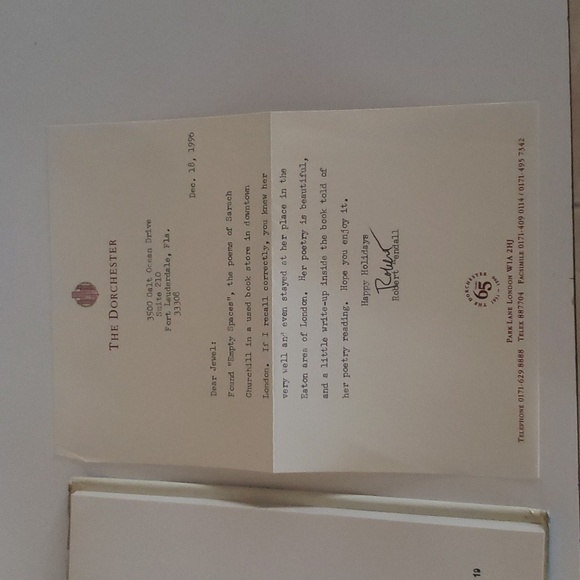 THE DORCHESTER
3500 Galt Ocean Drive
Suite 210
Fort Lauderdale, Fla.
33308
Dec. 18, 1996
Dear Jewel:
Found "Empty Spaces", the poems of Sarach
Churchill in a used book store in downtown
London. If I recall correctly, you knew her
very well and even stayed at her place in the
Eaton area of London. Her poetry is beautiful,
and a little write-up inside the book told of
her poetry reading. Hope you enjoy it.
Happy Holidays
Robert
Robert Wendall
65
PARK LANE LONDON W1A 2HJ
TELEPHONE 0171-629 8888 TELEX 887704 FACSIMILE 0171-409 0114 / 0171 495 7342
19